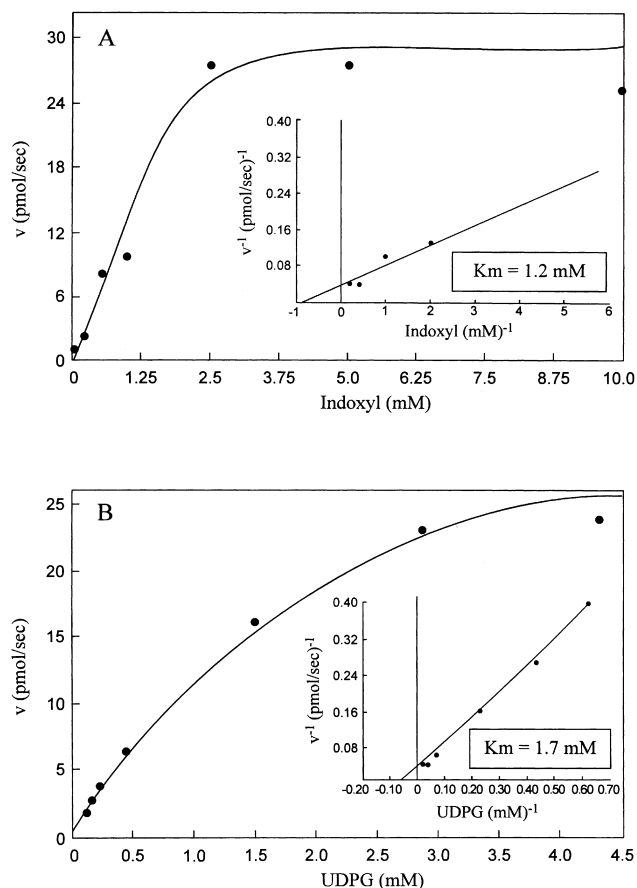 A
30
24
18
12
6
0
v (pmol/sec)
0 1.25 2.5 3.75 5.0 6.25 7.5 8.75 10.0
Indoxyl (mM)
0.40
0.32
0.24
0.16
0.08
v⁻¹ (pmol/sec)⁻¹
Km = 1.2 mM
-1 0 1 2 3 4 5 6
Indoxyl (mM)⁻¹
B
25
20
15
10
5
0
v (pmol/sec)
0 0.5 1.0 1.5 2.0 2.5 3.0 3.5 4.0 4.5
UDPG (mM)
0.40
0.32
0.24
0.16
0.08
v⁻¹ (pmol/sec)⁻¹
Km = 1.7 mM
-0.20 -0.10 0 0.10 0.20 0.30 0.40 0.50 0.60 0.70
UDPG (mM)⁻¹